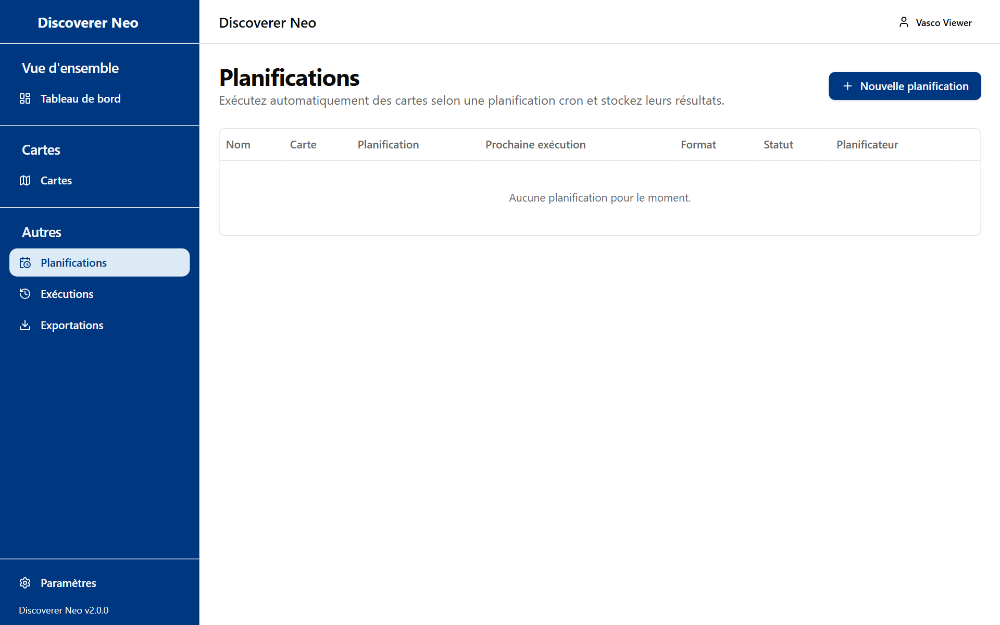 Discoverer Neo
Vue d'ensemble
Tableau de bord
Cartes
Cartes
Autres
Planifications
Exécutions
Exportations
Paramètres
Discoverer Neo v2.0.0
Discoverer Neo
Vasco Viewer
Planifications
Exécutez automatiquement des cartes selon une planification cron et stockez leurs résultats.
Nouvelle planification
Nom Carte Planification Prochaine exécution Format Statut Planificateur
Aucune planification pour le moment.